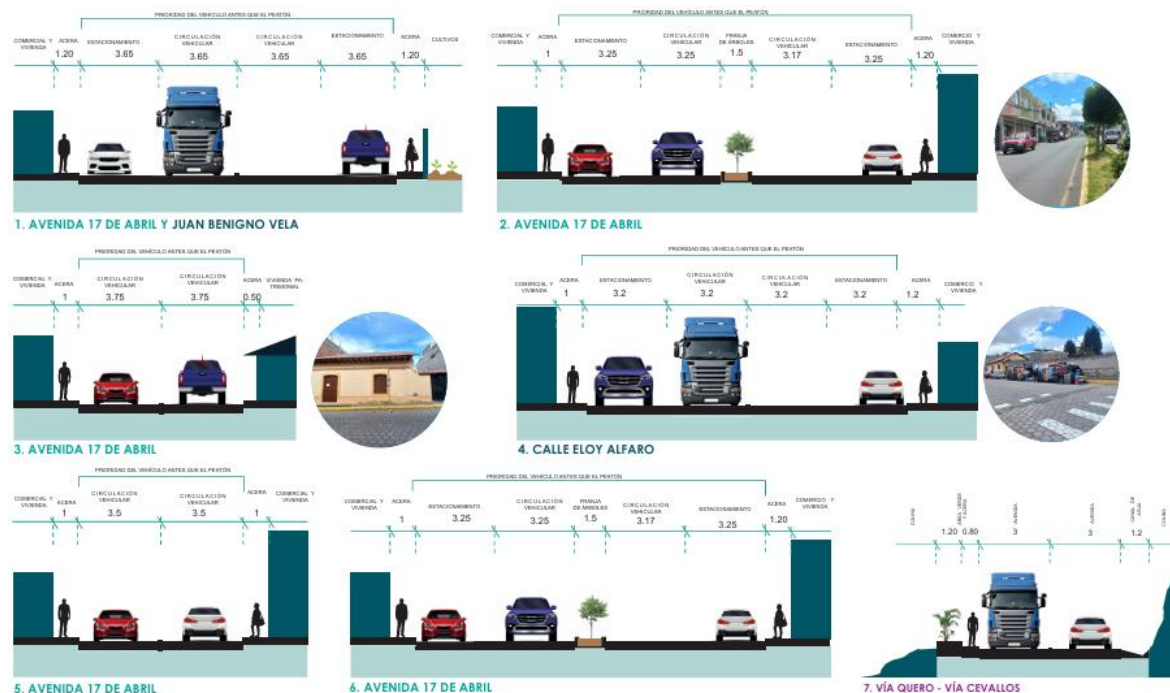 PRIORIDAD DEL VEHÍCULO ANTES QUE EL PEATÓN
COMERCIAL Y VIVIENDA
ACERA
ESTACIONAMIENTO
CIRCULACIÓN VEHICULAR
CIRCULACIÓN VEHICULAR
ESTACIONAMIENTO
ACERA
CULTIVOS
1.20 3.65 3.65 3.65 3.65 1.20
1. AVENIDA 17 DE ABRIL Y JUAN BENIGNO VELA
PRIORIDAD DEL VEHÍCULO ANTES QUE EL PEATÓN
COMERCIAL Y VIVIENDA
ACERA
ESTACIONAMIENTO
CIRCULACIÓN VEHICULAR
FRANJA DE ÁRBOLES
CIRCULACIÓN VEHICULAR
ESTACIONAMIENTO
ACERA
COMERCIO Y VIVIENDA
1 3.25 3.25 1.5 3.17 3.25 1.20
2. AVENIDA 17 DE ABRIL
PRIORIDAD DEL VEHÍCULO ANTES QUE EL PEATÓN
COMERCIAL Y VIVIENDA
ACERA
CIRCULACIÓN VEHICULAR
CIRCULACIÓN VEHICULAR
ACERA
VIVIENDA PA-
TRIMONIAL
1 3.75 3.75 0.50
3. AVENIDA 17 DE ABRIL
PRIORIDAD DEL VEHÍCULO ANTES QUE EL PEATÓN
COMERCIAL Y VIVIENDA
ACERA
ESTACIONAMIENTO
CIRCULACIÓN VEHICULAR
CIRCULACIÓN VEHICULAR
ESTACIONAMIENTO
ACERA
COMERCIO Y VIVIENDA
1 3.2 3.2 3.2 3.2 1.2
4. CALLE ELOY ALFARO
PRIORIDAD DEL VEHÍCULO ANTES QUE EL PEATÓN
COMERCIAL Y VIVIENDA
ACERA
CIRCULACIÓN VEHICULAR
CIRCULACIÓN VEHICULAR
ACERA
COMERCIAL Y VIVIENDA
1 3.5 3.5 1
5. AVENIDA 17 DE ABRIL
PRIORIDAD DEL VEHÍCULO ANTES QUE EL PEATÓN
COMERCIAL Y VIVIENDA
ACERA
ESTACIONAMIENTO
CIRCULACIÓN VEHICULAR
FRANJA DE ÁRBOLES
CIRCULACIÓN VEHICULAR
ESTACIONAMIENTO
ACERA
COMERCIO Y VIVIENDA
1 3.25 3.25 1.5 3.17 3.25 1.20
6. AVENIDA 17 DE ABRIL
AVENIDA
AVENIDA
1.20 0.80 3 3 1.2
7. VÍA QUERO - VÍA CEVALLOS